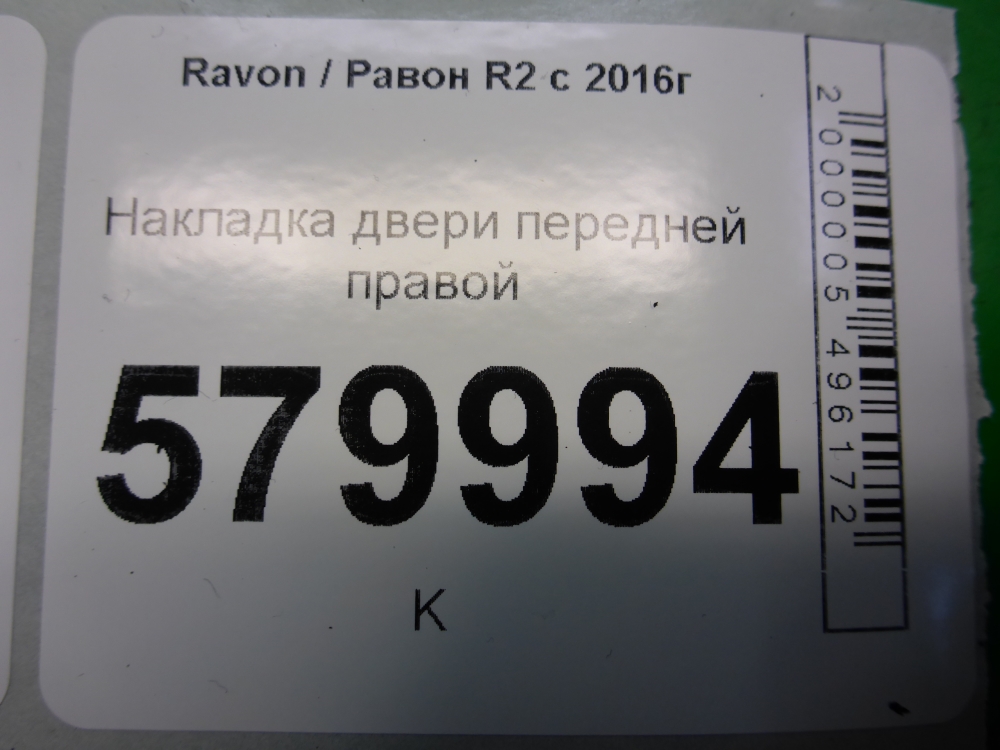 Ravon / Равон R2 с 2016г
Накладка двери передней
правой
579994
К
2000005496172